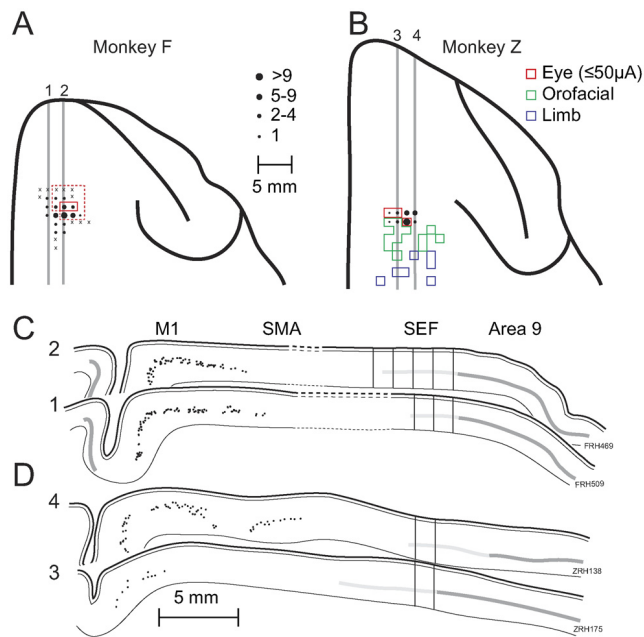 A
Monkey F
1 2
>9
5-9
2-4
1
5 mm
B
Monkey Z
3 4
Eye (≤50µA)
Orofacial
Limb
C
M1 SMA SEF Area 9
2
1
FRH469
FRH509
D
4
3
5 mm
ZRH138
ZRH175